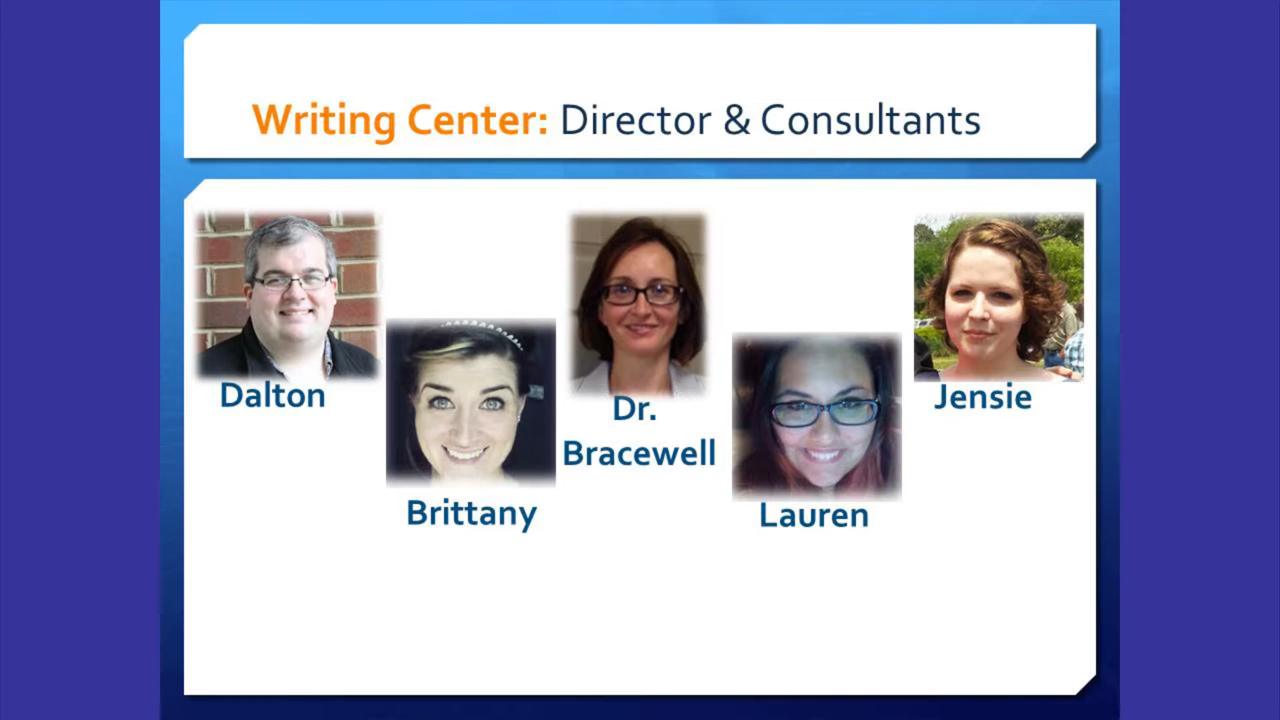 Writing Center: Director & Consultants
Dalton
Brittany
Dr.
Bracewell
Lauren
Jensie